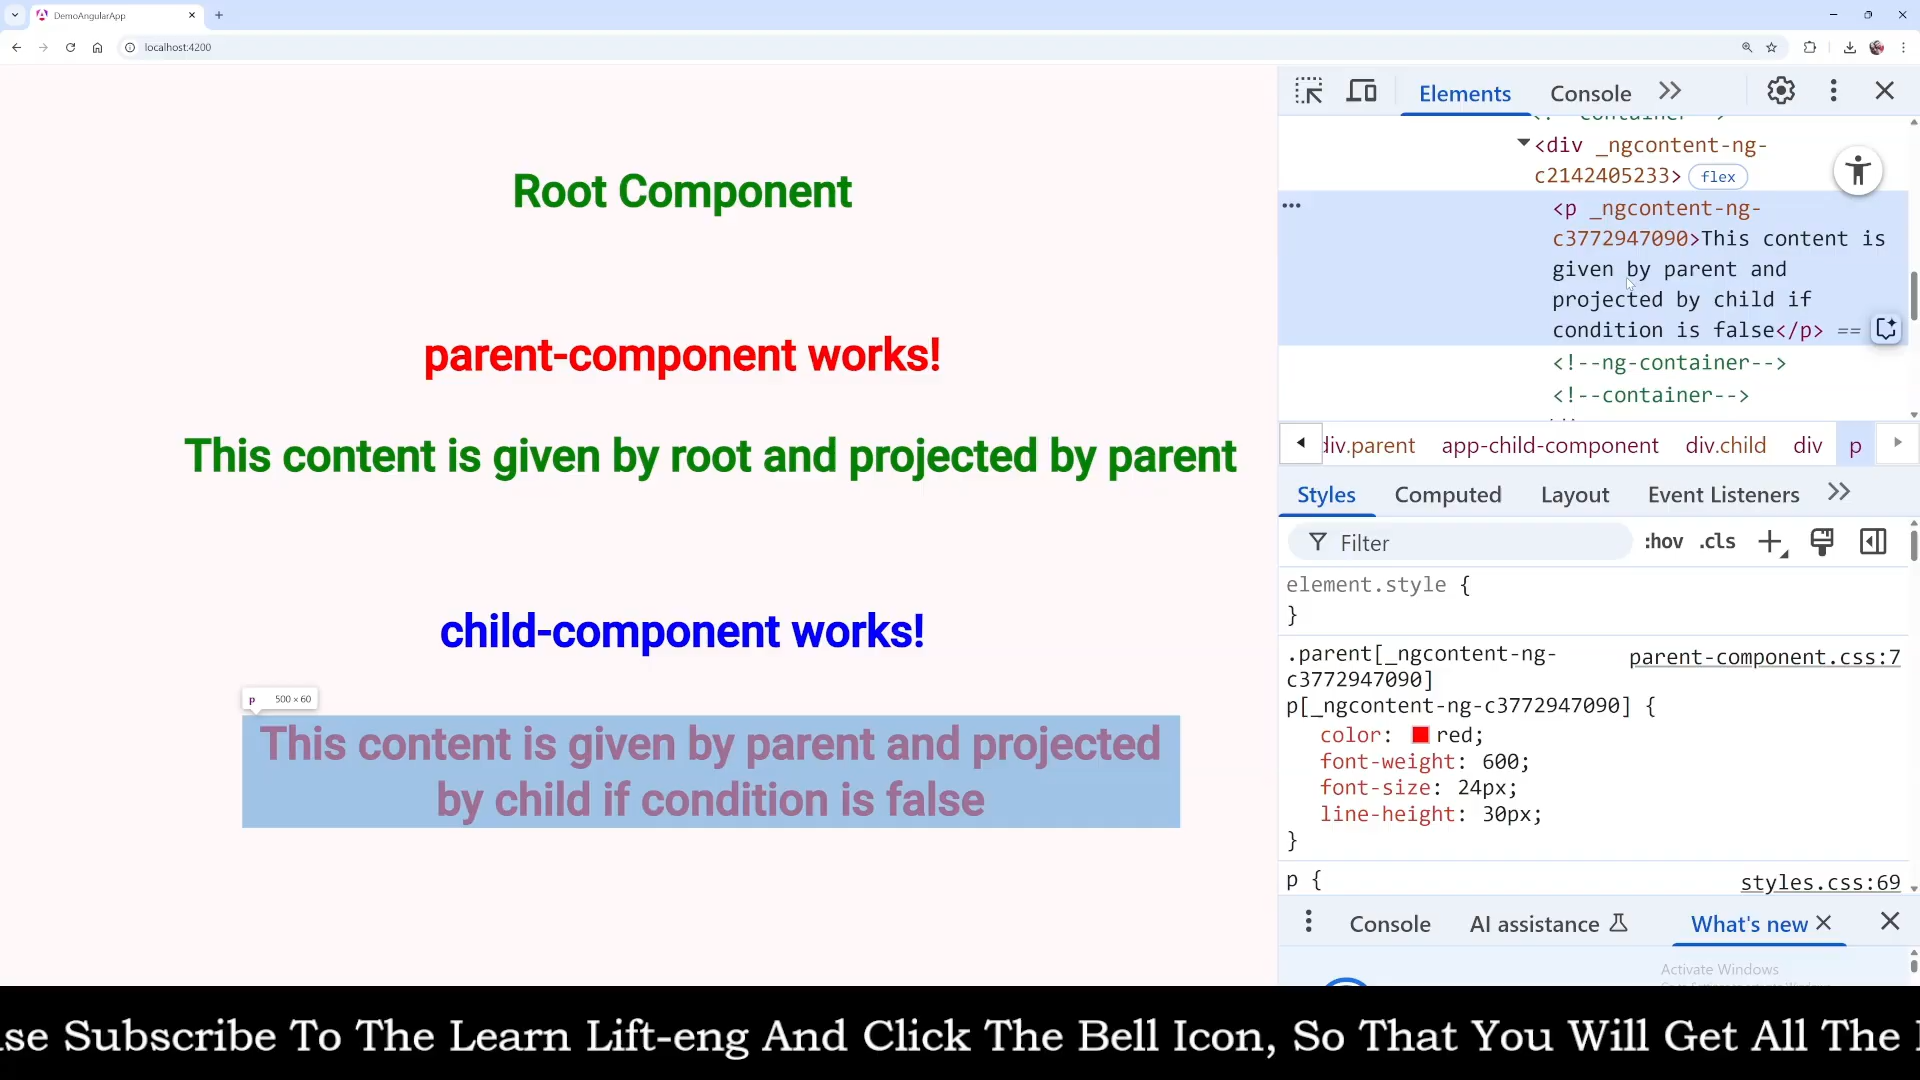 DemoAngularApp
localhost:4200
Root Component
parent-component works!
This content is given by root and projected by parent
child-component works!
p 500 × 60
This content is given by parent and projected
by child if condition is false
Elements
Console
<div _ngcontent-ng-
c2142405233> flex
<p _ngcontent-ng-
c3772947090>This content is
given by parent and
projected by child if
condition is false</p> ==
<!--ng-container-->
<!--container-->
div.parent app-child-component div.child div p
Styles Computed Layout Event Listeners
Filter :hov .cls
element.style {
}
.parent[_ngcontent-ng- parent-component.css:7
c3772947090]
p[_ngcontent-ng-c3772947090] {
color: red;
font-weight: 600;
font-size: 24px;
line-height: 30px;
}
p { styles.css:69
Console AI assistance What's new
Activate Windows
se Subscribe To The Learn Lift-eng And Click The Bell Icon, So That You Will Get All The